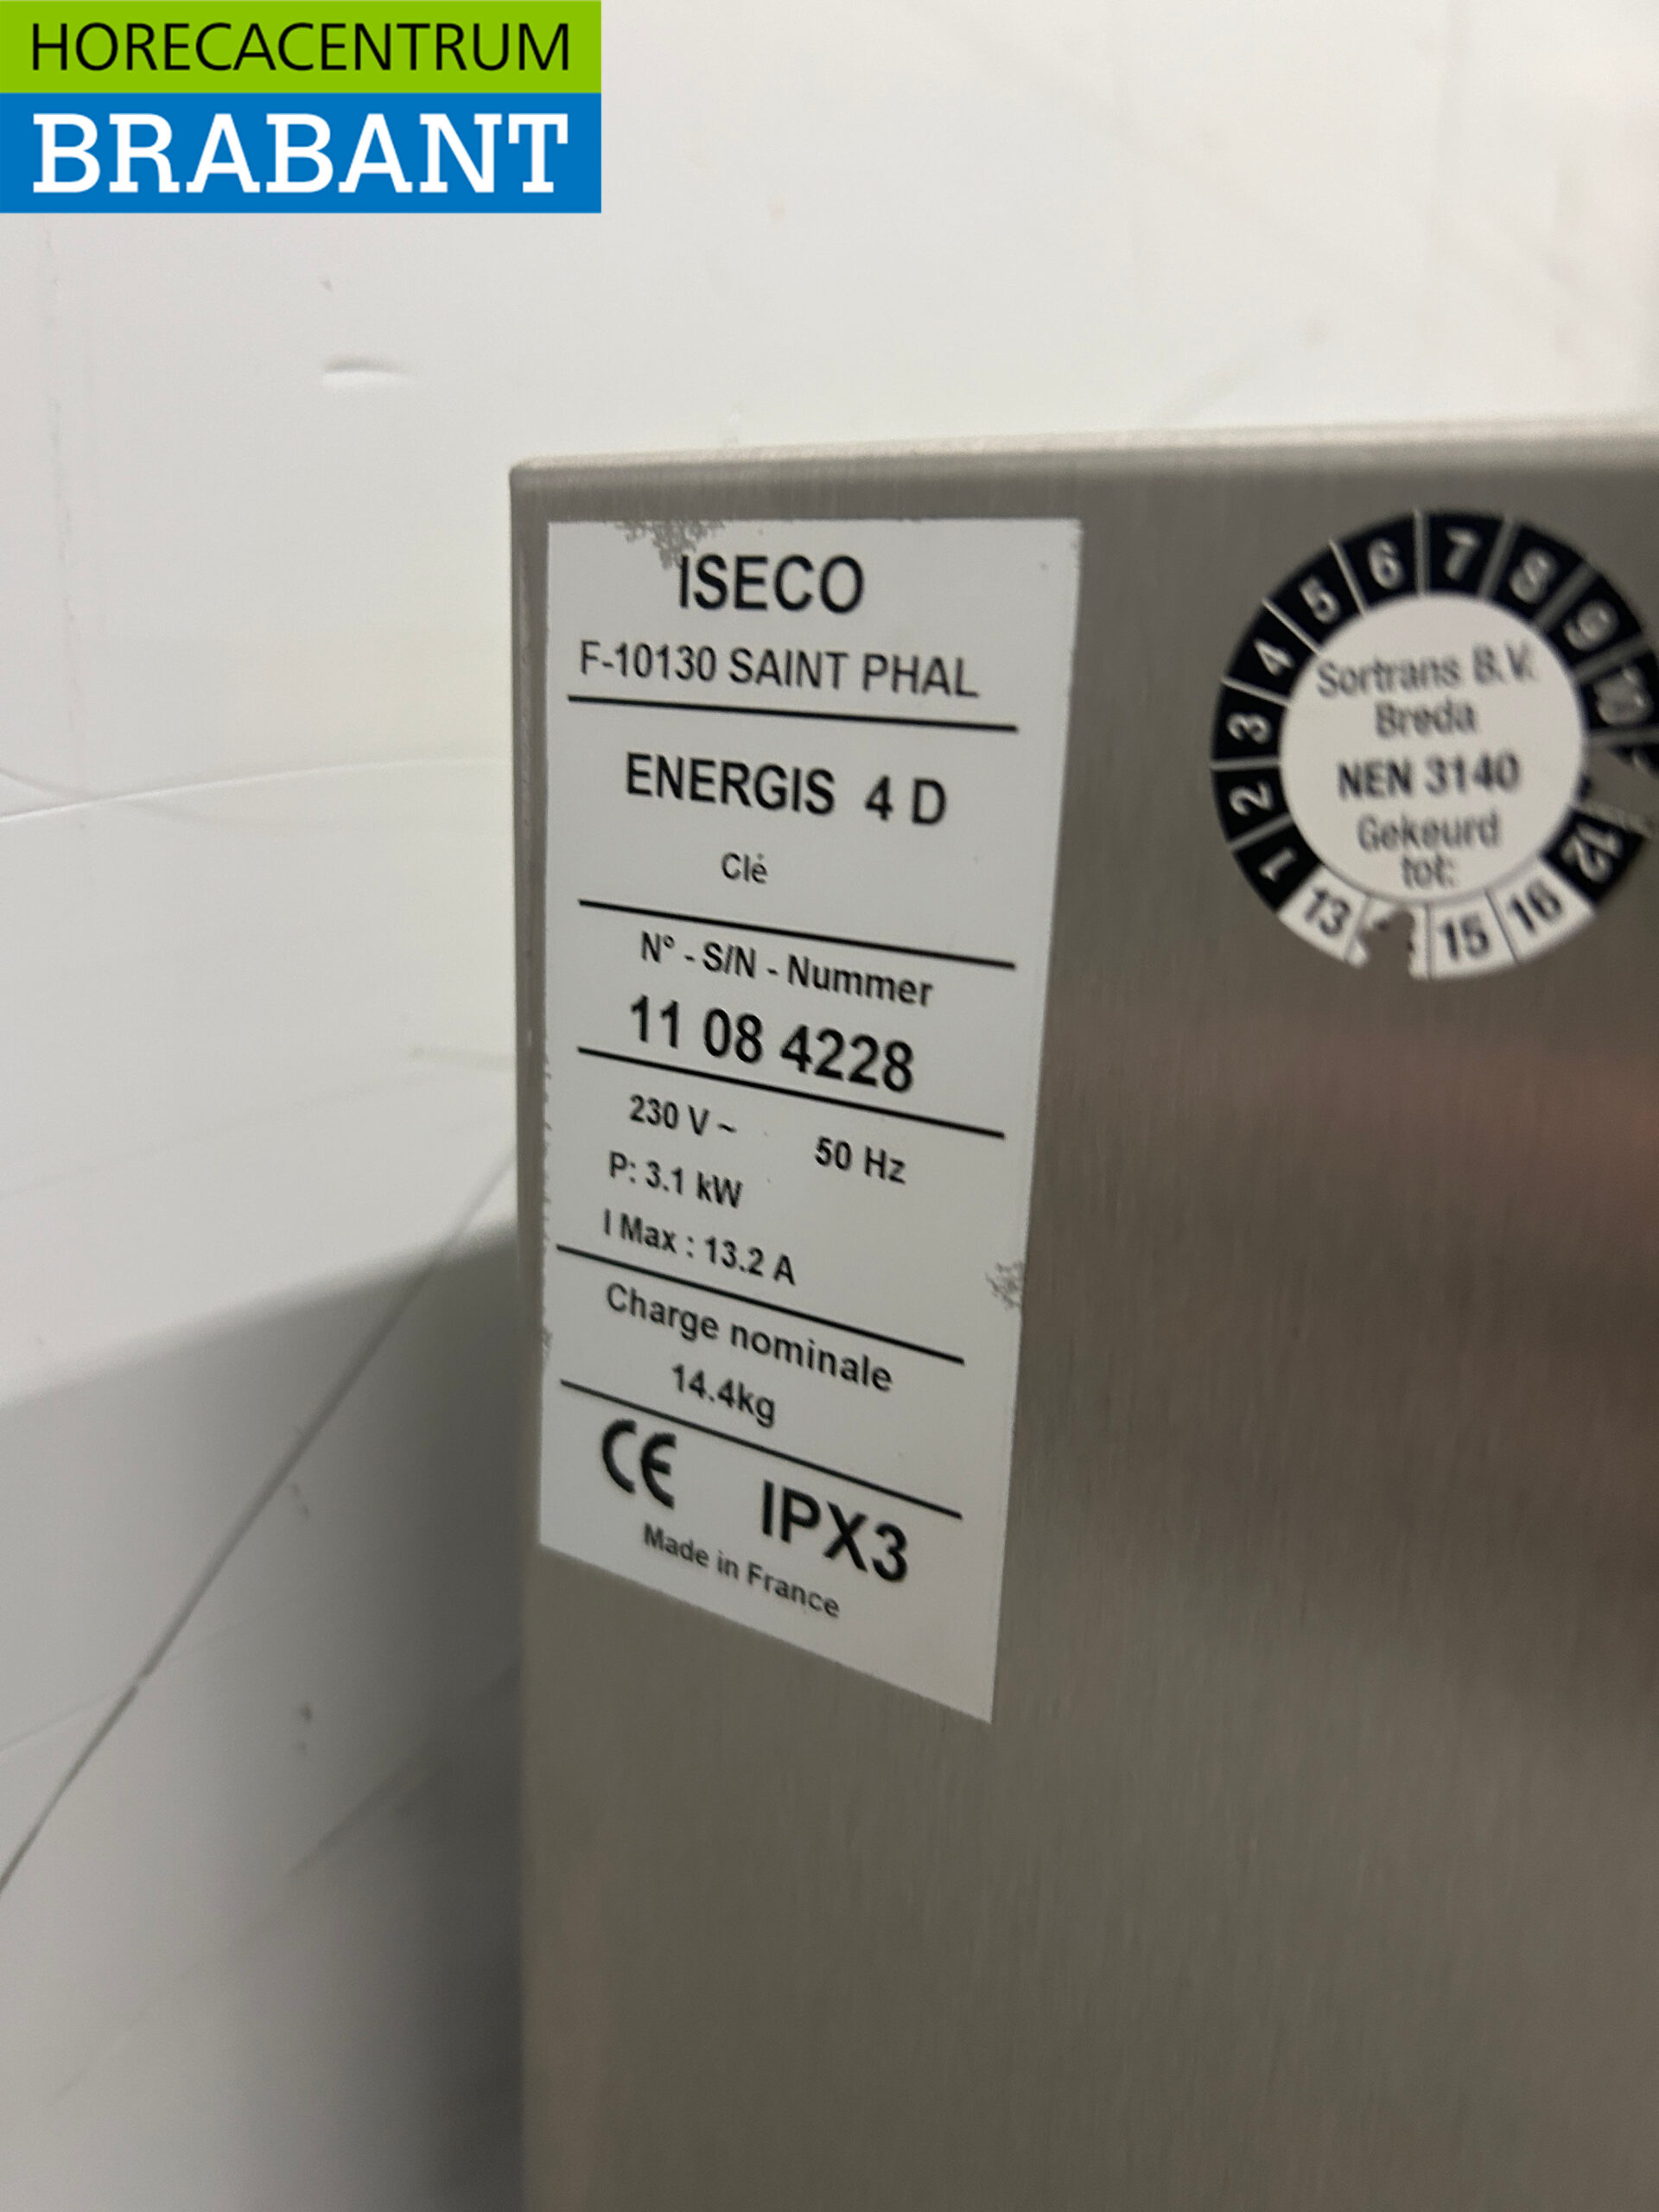 HORECACENTRUM
BRABANT
ISECO
F-10130 SAINT PHAL
ENERGIS 4 D
Clé
N° - S/N - Nummer
11 08 4228
230 V ~ 50 Hz
P: 3.1 kW
I Max : 13.2 A
Charge nominale
14.4kg
CE IPX3
Made in France
1 2 3 4 5 6 7 8 9 10 12
Sortrans B.V.
Breda
NEN 3140
Gekeurd
tot:
13 15 16